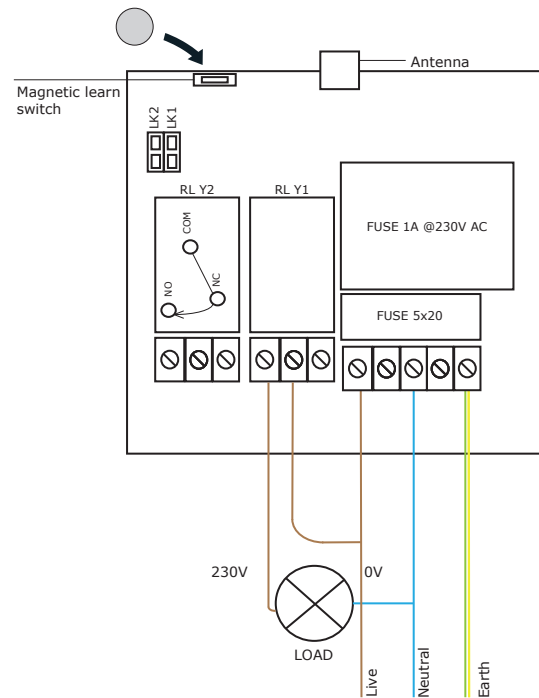 Antenna
Magnetic learn
switch
LK2
LK1
RL Y2
RL Y1
COM
NO
NC
FUSE 1A @230V AC
FUSE 5x20
230V
0V
LOAD
Live
Neutral
Earth